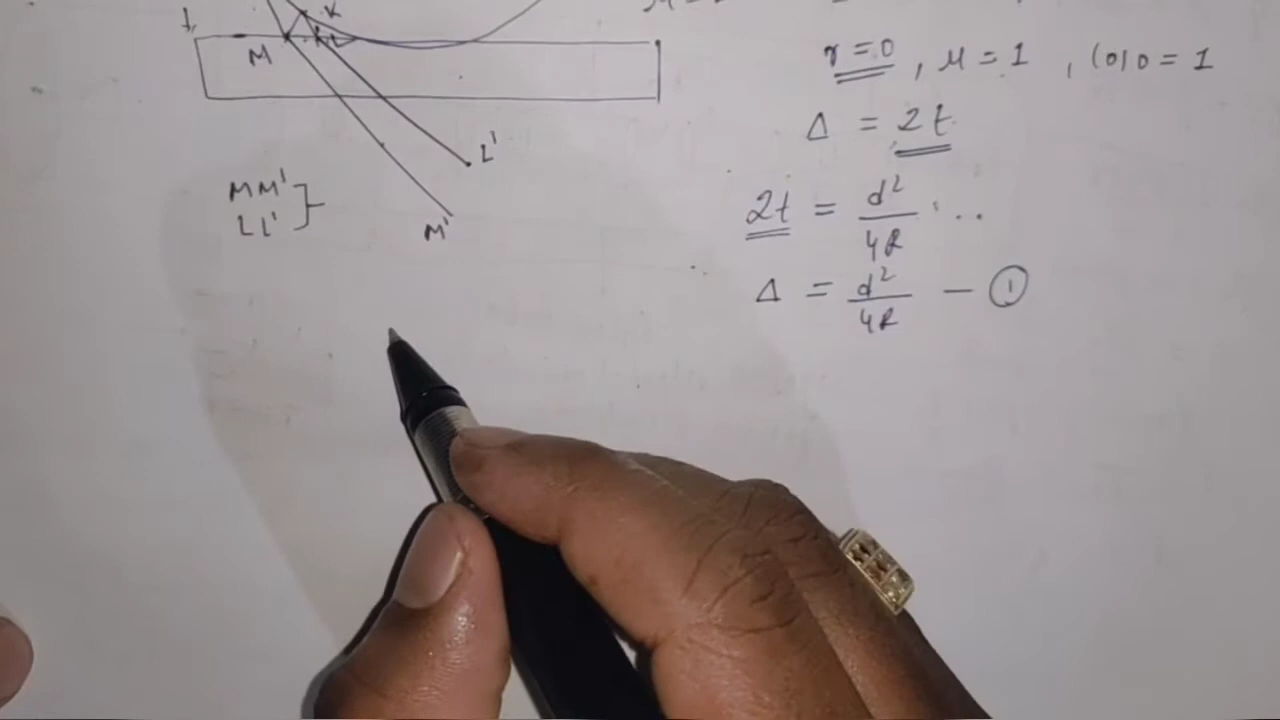 K
M L
r = 0 , μ = 1 , cos 0 = 1
Δ = 2t
L'
MM'
LL'
2t = d²/4R ...
M'
Δ = d²/4R - ①